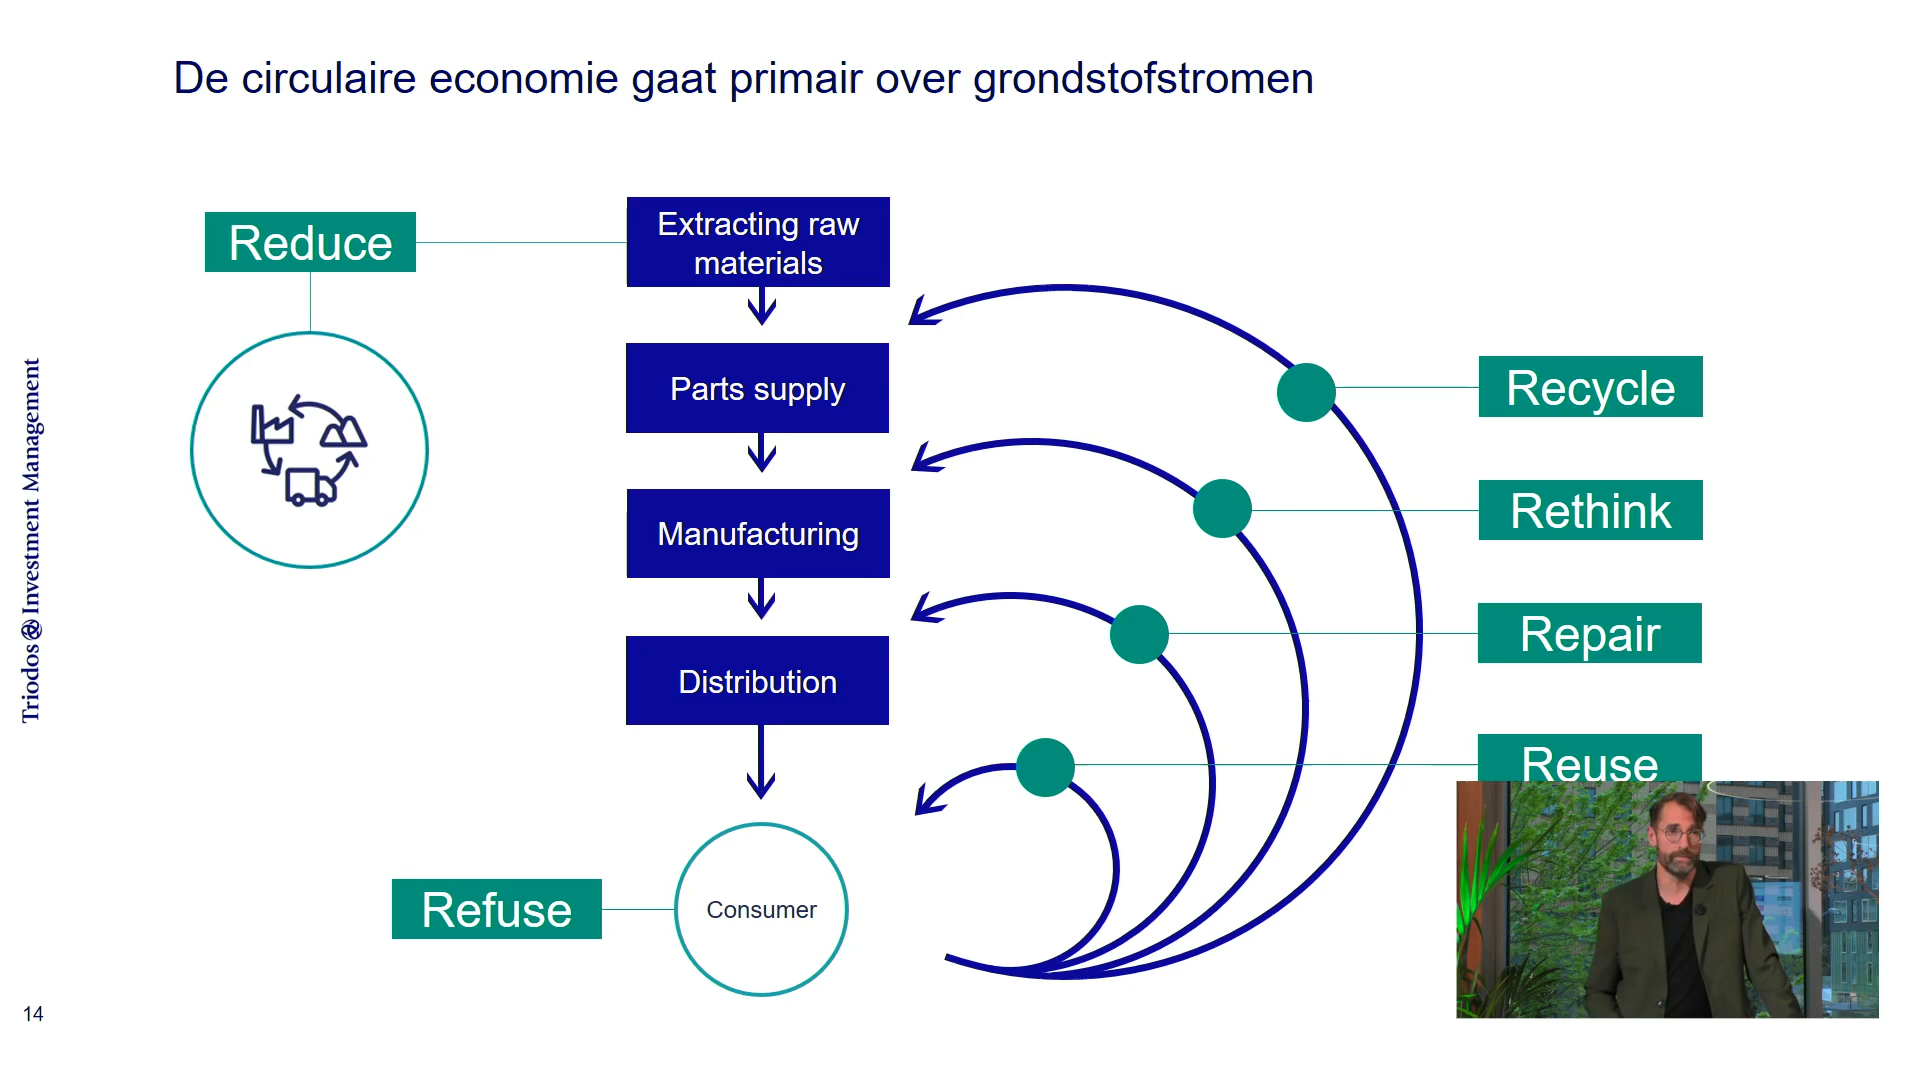 De circulaire economie gaat primair over grondstofstromen
Reduce
Extracting raw
materials
Parts supply
Manufacturing
Distribution
Consumer
Refuse
Recycle
Rethink
Repair
Reuse
Triodos Investment Management
14